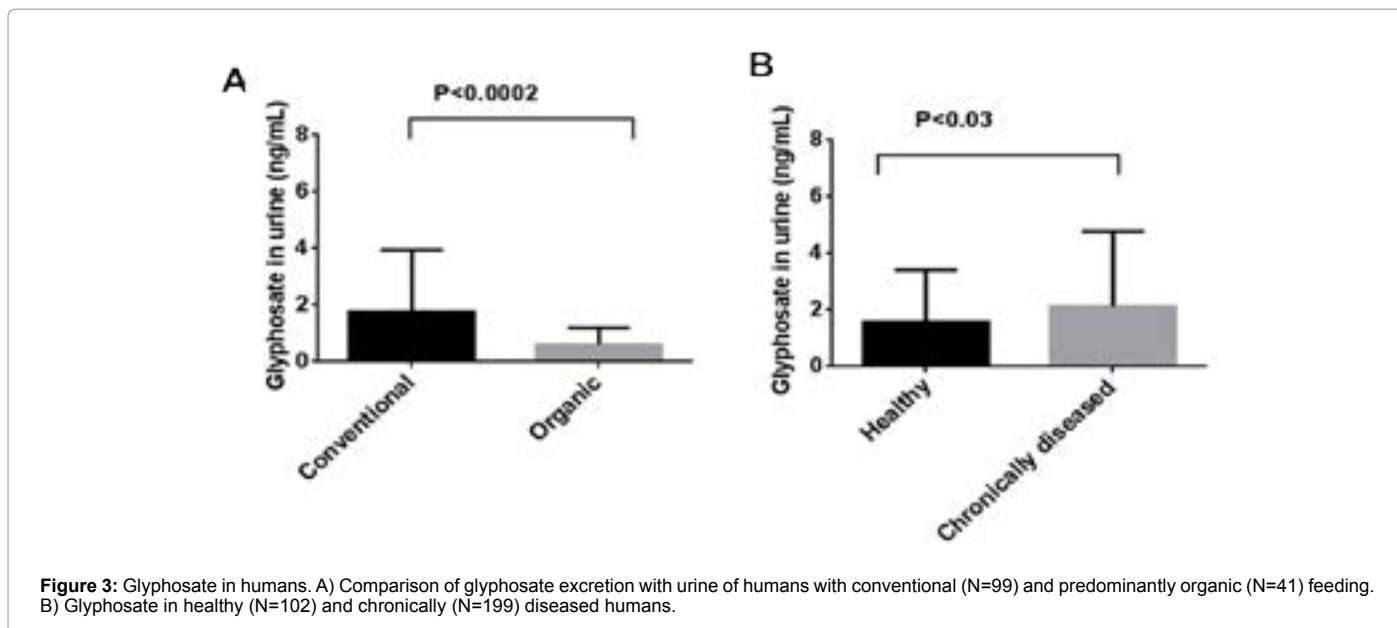 A
P<0.0002
Glyphosate in urine (ng/mL)
8
6
4
2
0
Conventional
Organic
B
P<0.03
Glyphosate in urine (ng/mL)
8
6
4
2
0
Healthy
Chronically diseased
Figure 3: Glyphosate in humans. A) Comparison of glyphosate excretion with urine of humans with conventional (N=99) and predominantly organic (N=41) feeding.
B) Glyphosate in healthy (N=102) and chronically (N=199) diseased humans.